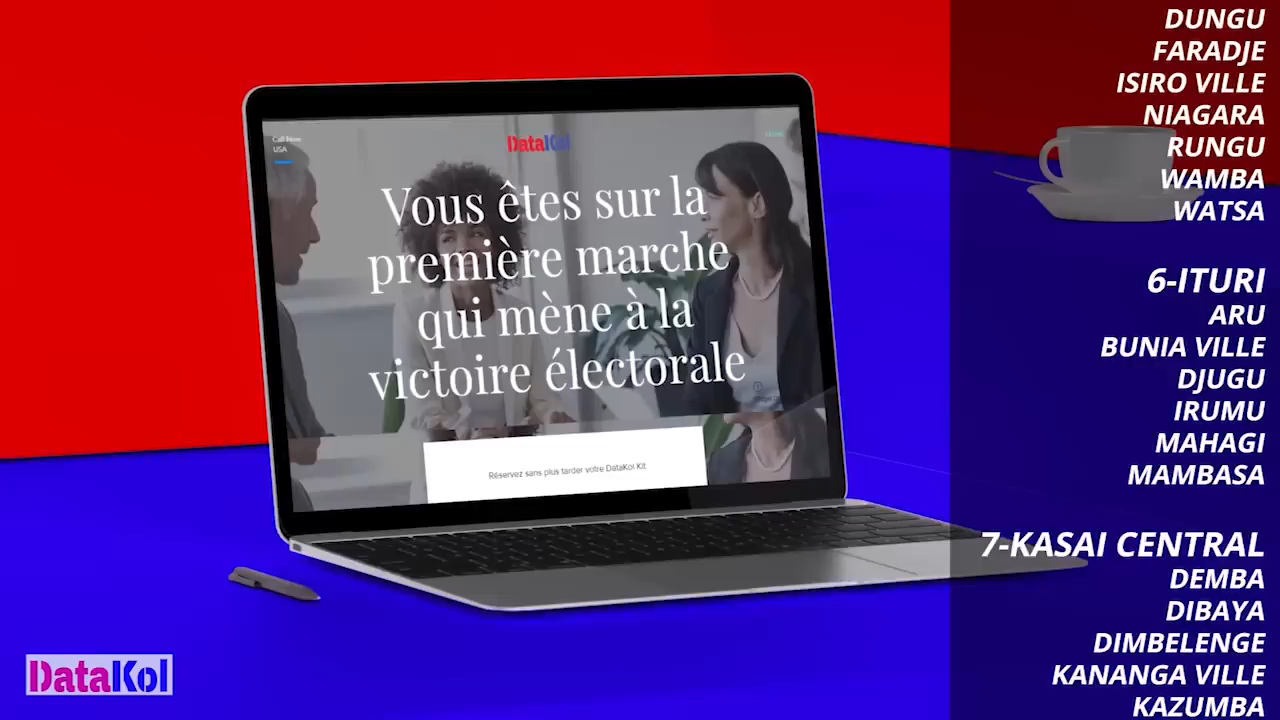 Call Now
USA
DataKol
Vous êtes sur la
première marche
qui mène à la
victoire électorale
Réservez sans plus tarder votre DataKol Kit
DataKol
DUNGU
FARADJE
ISIRO VILLE
NIAGARA
RUNGU
WAMBA
WATSA
6-ITURI
ARU
BUNIA VILLE
DJUGU
IRUMU
MAHAGI
MAMBASA
7-KASAI CENTRAL
DEMBA
DIBAYA
DIMBELENGE
KANANGA VILLE
KAZUMBA